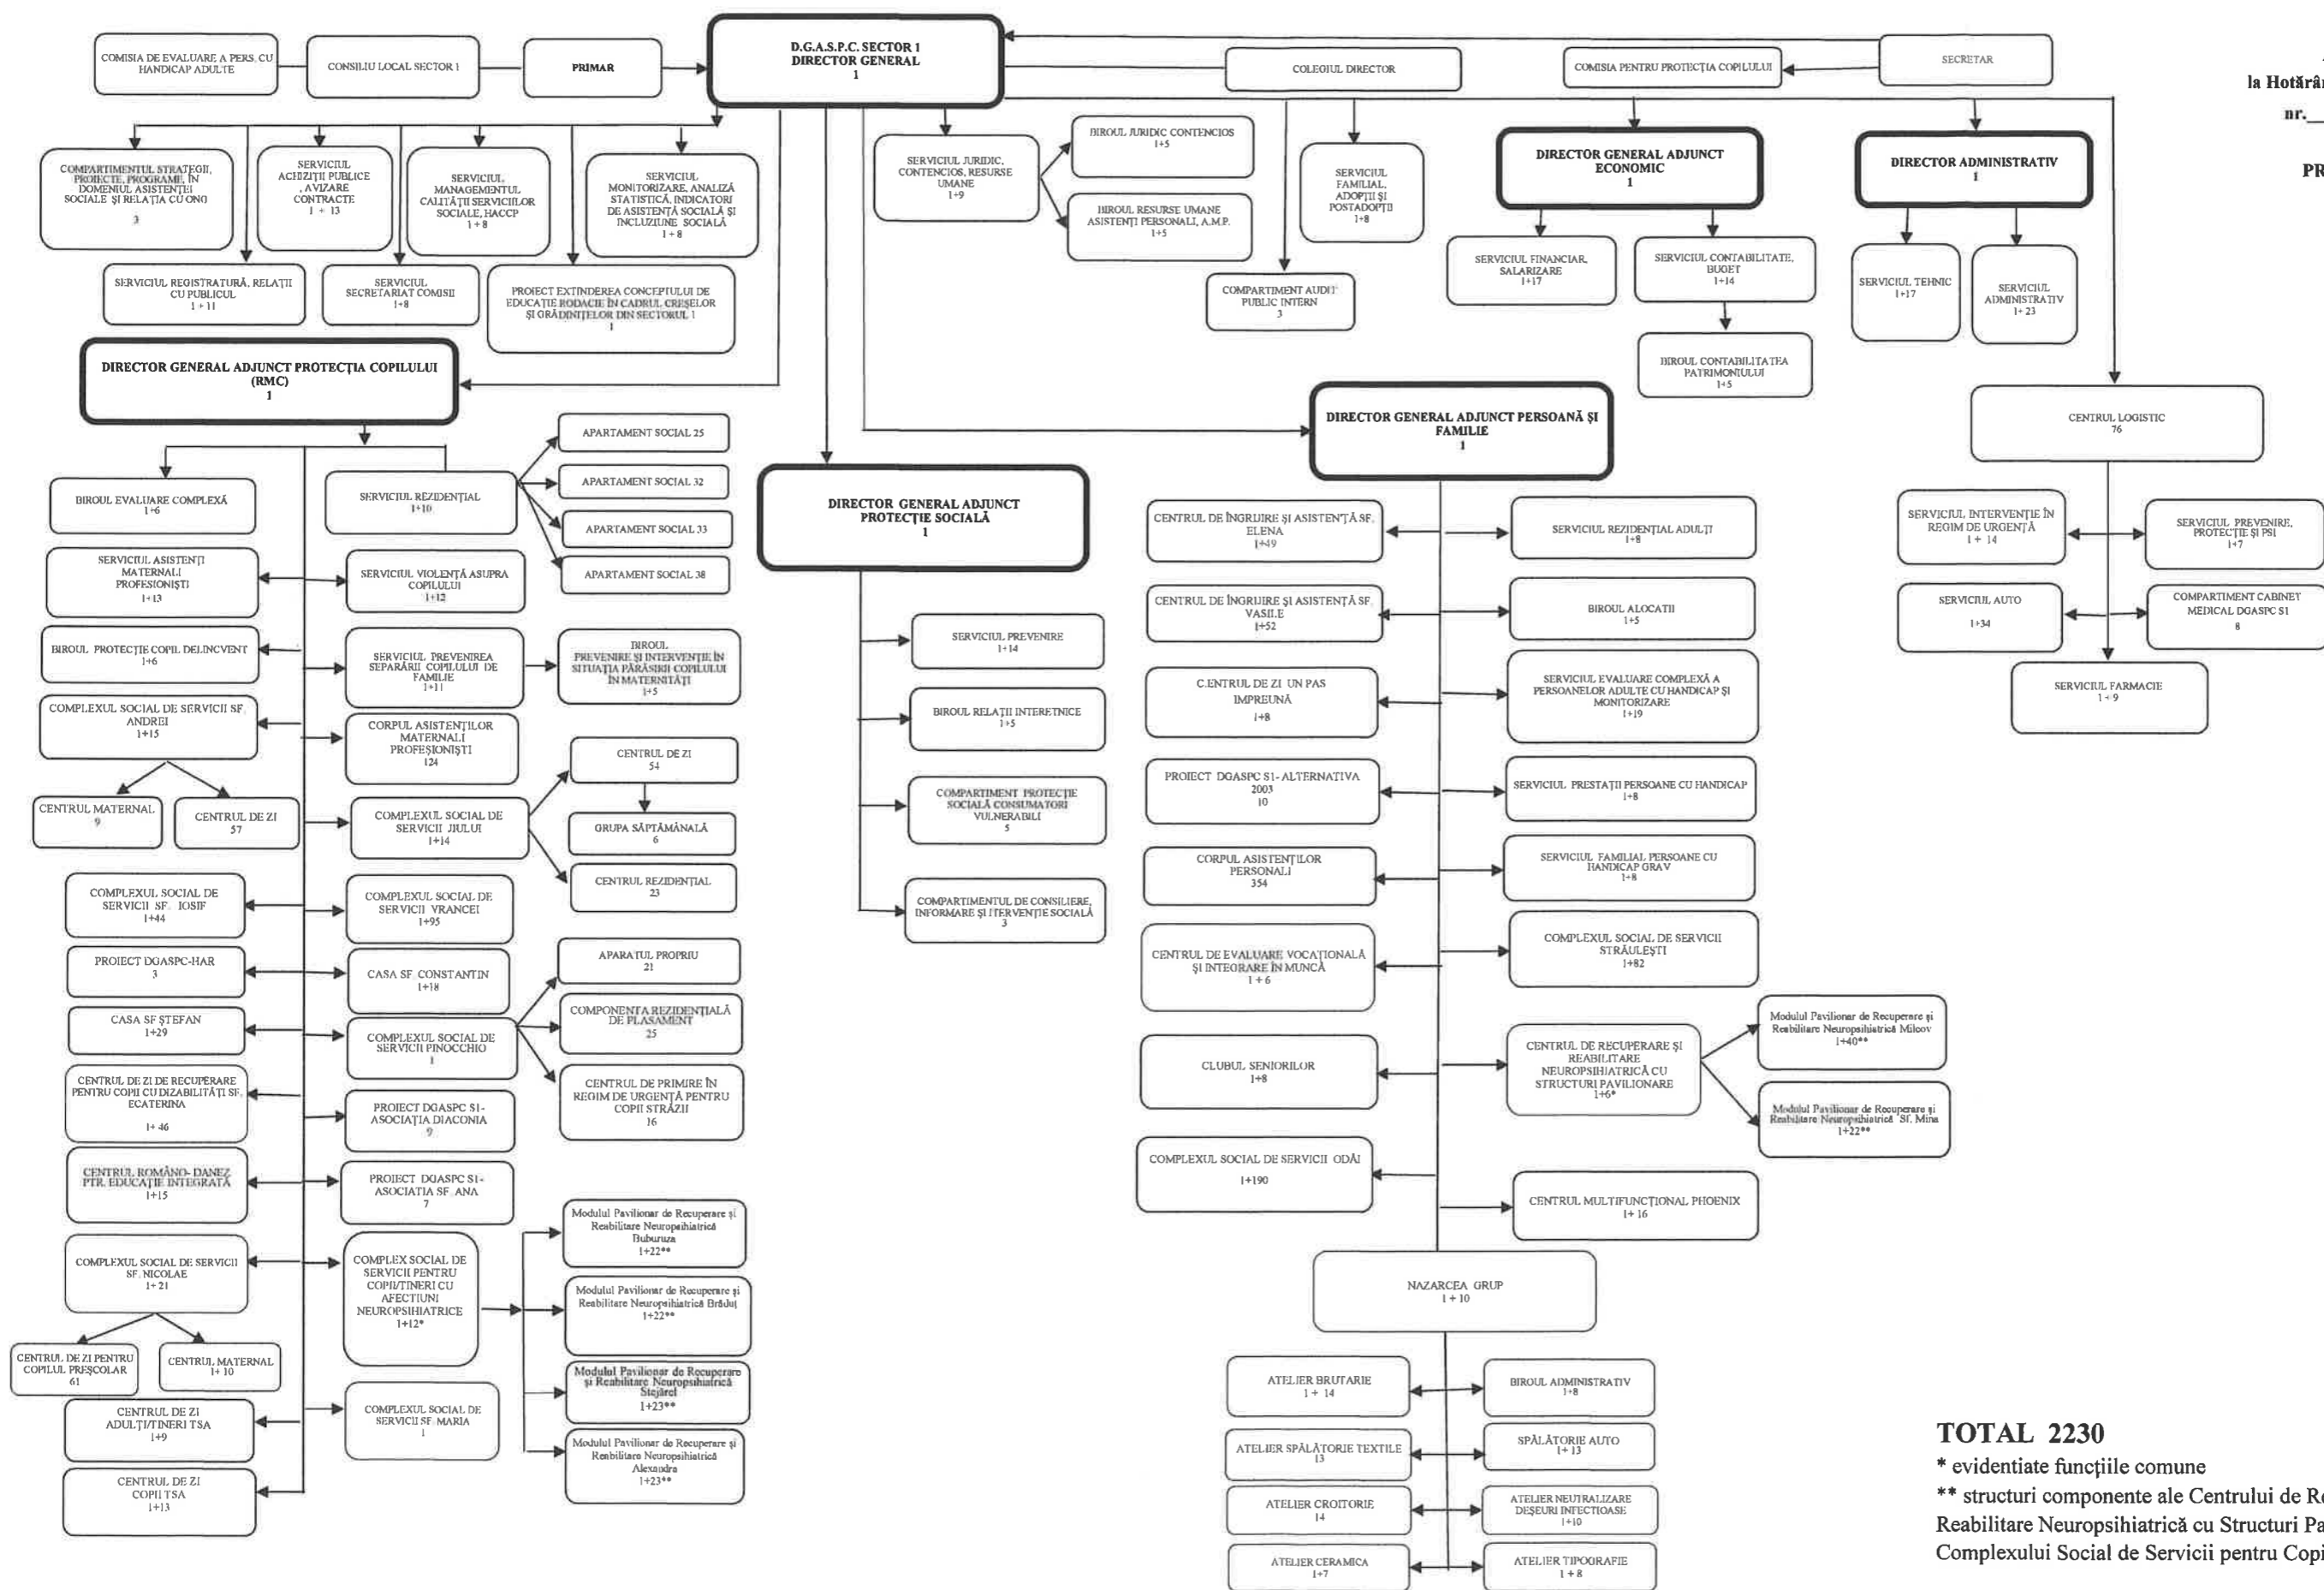 COMISIA DE EVALUARE A PERS. CU
HANDICAP ADULTE
CONSILIU LOCAL SECTOR 1
PRIMAR
D.G.A.S.P.C. SECTOR 1
DIRECTOR GENERAL
1
COLEGIUL DIRECTOR
COMISIA PENTRU PROTECȚIA COPILULUI
SECRETAR
la Hotărâr
nr.
PR
COMPARTIMENTUL STRATEGII,
PROIECTE, PROGRAME, ÎN
DOMENIUL ASISTENȚEI
SOCIALE ȘI RELAȚIA CU ONG
3
SERVICIUL
ACHIZIȚII PUBLICE
, AVIZARE
CONTRACTE
1 + 13
SERVICIUL
MANAGEMENTUL
CALITĂȚII SERVICIILOR
SOCIALE, HACCP
1 + 8
SERVICIUL
MONITORIZARE, ANALIZĂ
STATISTICĂ, INDICATORI
DE ASISTENȚĂ SOCIALĂ ȘI
INCLUZIUNE SOCIALĂ
1 + 8
SERVICIUL REGISTRATURĂ, RELAȚII
CU PUBLICUL
1 + 11
SERVICIUL
SECRETARIAT COMISII
1+8
PROIECT EXTINDEREA CONCEPTULUI DE
EDUCAȚIE RODACIE ÎN CADRUL CREȘELOR
ȘI GRĂDINIȚELOR DIN SECTORUL 1
1
SERVICIUL JURIDIC,
CONTENCIOS, RESURSE
UMANE
1+9
BIROUL JURIDIC CONTENCIOS
1+5
BIROUL RESURSE UMANE
ASISTENȚI PERSONALI, A.M.P.
1+5
COMPARTIMENT AUDIT
PUBLIC INTERN
3
SERVICIUL
FAMILIAL,
ADOPȚII ȘI
POSTADOPȚII
1+8
DIRECTOR GENERAL ADJUNCT
ECONOMIC
1
SERVICIUL FINANCIAR,
SALARIZARE
1+17
SERVICIUL CONTABILITATE,
BUGET
1+14
BIROUL CONTABILITATEA
PATRIMONIULUI
1+5
DIRECTOR ADMINISTRATIV
1
SERVICIUL TEHNIC
1+17
SERVICIUL
ADMINISTRATIV
1+ 23
DIRECTOR GENERAL ADJUNCT PROTECȚIA COPILULUI
(RMC)
1
BIROUL EVALUARE COMPLEXĂ
1+6
SERVICIUL REZIDENȚIAL
1+10
APARTAMENT SOCIAL 25
APARTAMENT SOCIAL 32
APARTAMENT SOCIAL 33
APARTAMENT SOCIAL 38
SERVICIUL ASISTENȚI
MATERNALI
PROFESIONIȘTI
1+13
SERVICIUL VIOLENȚĂ ASUPRA
COPILULUI
1+12
BIROUL PROTECȚIE COPIL DELINCVENT
1+6
SERVICIUL PREVENIREA
SEPARĂRII COPILULUI DE
FAMILIE
1+11
BIROUL
PREVENIRE ȘI INTERVENȚIE ÎN
SITUAȚIA PĂRĂSIRII COPILULUI
ÎN MATERNITĂȚI
1+5
COMPLEXUL SOCIAL DE SERVICII SF.
ANDREI
1+15
CORPUL ASISTENȚILOR
MATERNALI
PROFESIONIȘTI
124
CENTRUL MATERNAL
9
CENTRUL DE ZI
57
COMPLEXUL SOCIAL DE
SERVICII JIULUI
1+14
CENTRUL DE ZI
54
GRUPA SĂPTĂMÂNALĂ
6
CENTRUL REZIDENȚIAL
23
COMPLEXUL SOCIAL DE
SERVICII SF. IOSIF
1+44
COMPLEXUL SOCIAL DE
SERVICII VRANCEI
1+95
PROIECT DGASPC-HAR
3
CASA SF. CONSTANTIN
1+18
CASA SF ȘTEFAN
1+29
COMPLEXUL SOCIAL DE
SERVICII PINOCCHIO
1
APARATUL PROPRIU
21
COMPONENTA REZIDENȚIALĂ
DE PLASAMENT
25
CENTRUL DE PRIMIRE ÎN
REGIM DE URGENȚĂ PENTRU
COPII STRĂZII
16
CENTRUL DE ZI DE RECUPERARE
PENTRU COPII CU DIZABILITĂȚI SF.
ECATERINA
1+ 46
PROIECT DGASPC S1-
ASOCIAȚIA DIACONIA
9
CENTRUL ROMÂNO- DANEZ
PTR. EDUCAȚIE INTEGRATĂ
1+15
PROIECT DGASPC S1-
ASOCIATIA SF. ANA
7
COMPLEXUL SOCIAL DE SERVICII
SF. NICOLAE
1+ 21
CENTRUL DE ZI PENTRU
COPILUL PREȘCOLAR
61
CENTRUL MATERNAL
1+ 10
COMPLEX SOCIAL DE
SERVICII PENTRU
COPII/TINERI CU
AFECTIUNI
NEUROPSIHIATRICE
1+12*
Modulul Pavilionar de Recuperare și
Reabilitare Neuropsihiatrică
Buburuza
1+22**
Modulul Pavilionar de Recuperare și
Reabilitare Neuropsihiatrică Brăduț
1+22**
Modulul Pavilionar de Recuperare
și Reabilitare Neuropsihiatrică
Stejărel
1+23**
Modulul Pavilionar de Recuperare și
Reabilitare Neuropsihiatrică
Alexandra
1+23**
CENTRUL DE ZI
ADULȚI/TINERI TSA
1+9
COMPLEXUL SOCIAL DE
SERVICII SF. MARIA
1
CENTRUL DE ZI
COPII TSA
1+13
DIRECTOR GENERAL ADJUNCT
PROTECȚIE SOCIALĂ
1
SERVICIUL PREVENIRE
1+14
BIROUL RELAȚII INTERETNICE
1+5
COMPARTIMENT PROTECȚIE
SOCIALĂ CONSUMATORI
VULNERABILI
5
COMPARTIMENTUL DE CONSILIERE,
INFORMARE ȘI ITERVENȚIE SOCIALĂ
3
DIRECTOR GENERAL ADJUNCT PERSOANĂ ȘI
FAMILIE
1
CENTRUL DE ÎNGRIJIRE ȘI ASISTENȚĂ SF.
ELENA
1+49
SERVICIUL REZIDENȚIAL ADULȚI
1+8
CENTRUL DE ÎNGRIJIRE ȘI ASISTENȚĂ SF.
VASILE
1+52
BIROUL ALOCATII
1+5
C.ENTRUL DE ZI UN PAS
IMPREUNĂ
1+8
SERVICIUL EVALUARE COMPLEXĂ A
PERSOANELOR ADULTE CU HANDICAP ȘI
MONITORIZARE
1+19
PROIECT DGASPC S1- ALTERNATIVA
2003
10
SERVICIUL PRESTAȚII PERSOANE CU HANDICAP
1+8
CORPUL ASISTENȚILOR
PERSONALI
354
SERVICIUL FAMILIAL PERSOANE CU
HANDICAP GRAV
1+8
CENTRUL DE EVALUARE VOCAȚIONALĂ
ȘI INTEGRARE ÎN MUNCĂ
1 + 6
COMPLEXUL SOCIAL DE SERVICII
STRĂULEȘTI
1+82
CLUBUL SENIORILOR
1+8
CENTRUL DE RECUPERARE ȘI
REABILITARE
NEUROPSIHIATRICĂ CU
STRUCTURI PAVILIONARE
1+6*
Modulul Pavilionar de Recuperare și
Reabilitare Neuropsihiatrică Milcov
1+40**
Modulul Pavilionar de Recuperare și
Reabilitare Neuropsihiatrică Sf. Mina
1+22**
COMPLEXUL SOCIAL DE SERVICII ODĂI
1+190
CENTRUL MULTIFUNCȚIONAL PHOENIX
1+ 16
NAZARCEA GRUP
1 + 10
ATELIER BRUTARIE
1 + 14
BIROUL ADMINISTRATIV
1+8
ATELIER SPĂLĂTORIE TEXTILE
13
SPĂLĂTORIE AUTO
1+ 13
ATELIER CROITORIE
14
ATELIER NEUTRALIZARE
DEȘEURI INFECTIOASE
1+10
ATELIER CERAMICA
1+7
ATELIER TIPOGRAFIE
1 + 8
CENTRUL LOGISTIC
76
SERVICIUL INTERVENȚIE ÎN
REGIM DE URGENȚĂ
1 + 14
SERVICIUL PREVENIRE,
PROTECȚIE ȘI PSI
1+7
SERVICIUL AUTO
1+34
COMPARTIMENT CABINET
MEDICAL DGASPC S1
8
SERVICIUL FARMACIE
1 + 9
TOTAL 2230
* evidentiate funcțiile comune
** structuri componente ale Centrului de Re
Reabilitare Neuropsihiatrică cu Structuri Pa
Complexului Social de Servicii pentru Copi